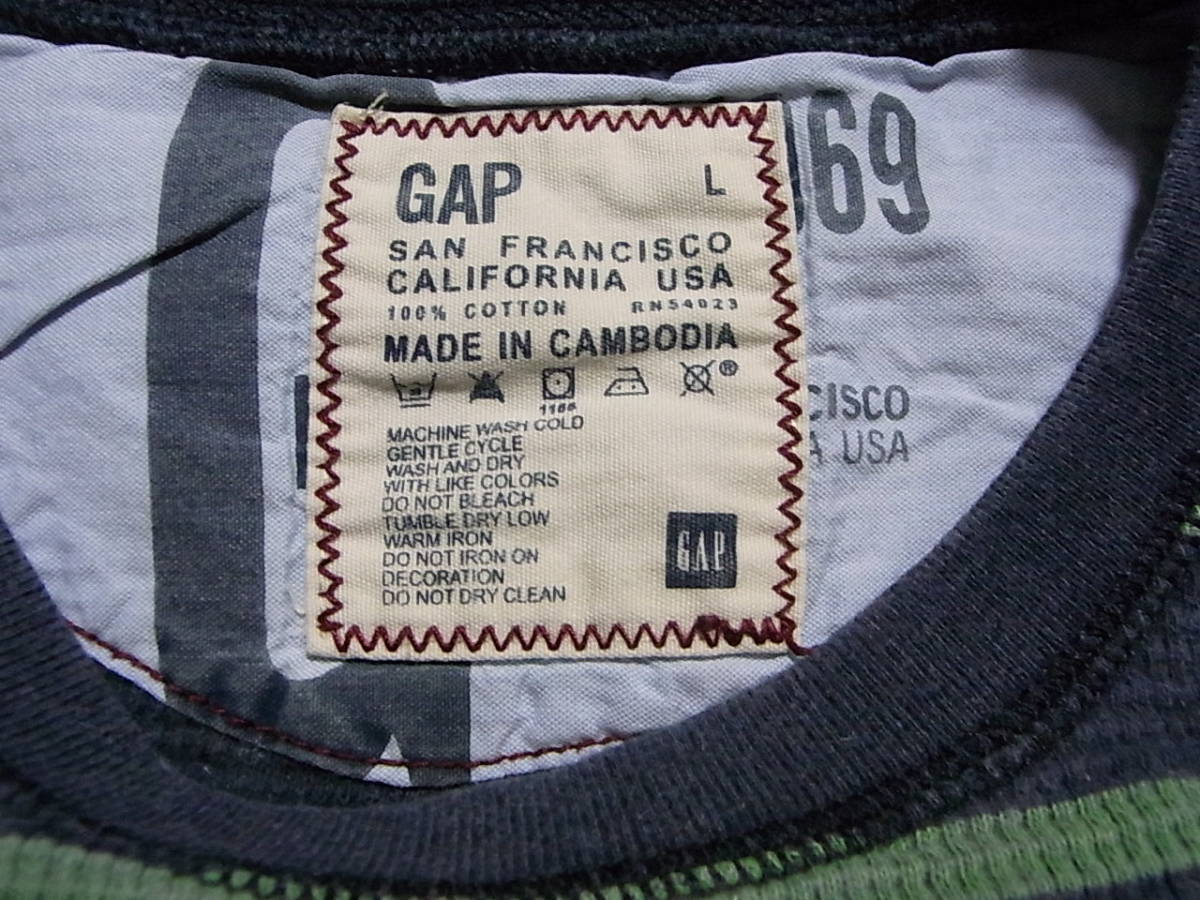 GAP L
SAN FRANCISCO
CALIFORNIA USA
100% COTTON RN54023
MADE IN CAMBODIA
MACHINE WASH COLD
GENTLE CYCLE
WASH AND DRY
WITH LIKE COLORS
DO NOT BLEACH
TUMBLE DRY LOW
WARM IRON
DO NOT IRON ON
DECORATION
DO NOT DRY CLEAN
GAP
69
CISCO
A USA